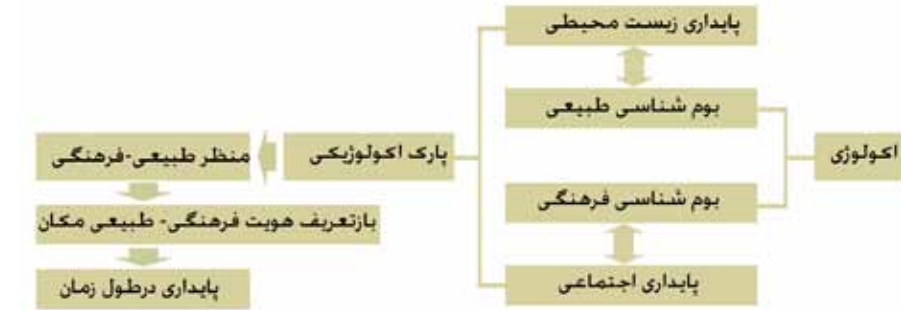 پایداری زیست محیطی
بوم شناسی طبیعی
اکولوژی
پارک اکولوژیکی
منظر طبیعی-فرهنگی
بوم شناسی فرهنگی
بازتعریف هویت فرهنگی- طبیعی مکان
پایداری اجتماعی
پایداری درطول زمان